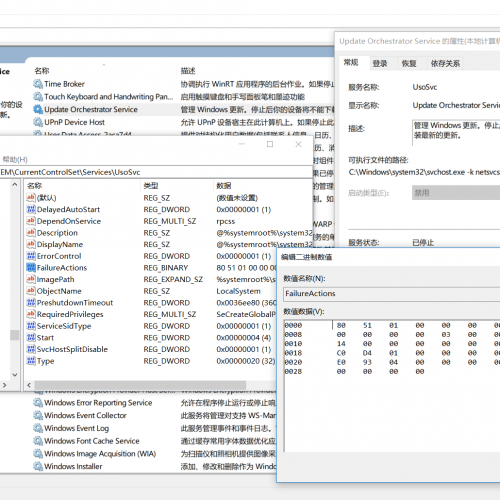 Update Orchestrator Service 的属性(本地计算机
常规 登录 恢复 依存关系
服务名称: UsoSvc
显示名称: Update Orchestrator Servic
描述: 管理 Windows 更新。停止
装最新的更新。
可执行文件的路径:
C:\Windows\system32\svchost.exe -k netsvcs
启动类型(E): 禁用
服务状态: 已停止
名称 描述
Time Broker 协调执行 WinRT 应用程序的后台作业。如果停止
Touch Keyboard and Handwriting Pan... 启用触摸键盘和手写面板笔和墨迹功能
Update Orchestrator Service 管理 Windows 更新。停止后你的设备将不能下载
UPnP Device Host 允许 UPnP 设备宿主在此计算机上。如果停止此
帮助(H)
EM\CurrentControlSet\Services\UsoSvc
名称 类型 数据
(默认) REG_SZ (数值未设置)
DelayedAutoStart REG_DWORD 0x00000001 (1)
DependOnService REG_MULTI_SZ rpcss
Description REG_SZ @%systemroot%\system32
DisplayName REG_SZ @%systemroot%\system32
ErrorControl REG_DWORD 0x00000001 (1)
FailureActions REG_BINARY 80 51 01 00 00 00
ImagePath REG_EXPAND_SZ %systemroot%\system32
ObjectName REG_SZ LocalSystem
PreshutdownTimeout REG_DWORD 0x0036ee80 (360
RequiredPrivileges REG_MULTI_SZ SeCreateGlobalP
ServiceSidType REG_DWORD 0x00000001 (1)
Start REG_DWORD 0x00000004 (4)
SvcHostSplitDisable REG_DWORD 0x00000001 (1)
Type REG_DWORD 0x00000020 (32)
编辑二进制数值
数值名称(N):
FailureActions
数值数据(V):
0000 80 51 01 00 00 00
0008 00 00 00 00 03 00 00
0010 14 00 00 00 00 00 00
0018 C0 D4 01 00 00 00 00
0020 E0 93 04 00 00 00 00
0028 00 00 00 00
Windows Error Reporting Service 允许在程序停止运行或停止响
Windows Event Collector 此服务将管理对支持 WS-Man
Windows Event Log 此服务管理事件和事件日志。
Windows Font Cache Service 通过缓存常用字体数据优化应
Windows Image Acquisition (WIA) 为扫描仪和照相机提供图像采
Windows Installer 添加、修改和删除作为 Windo